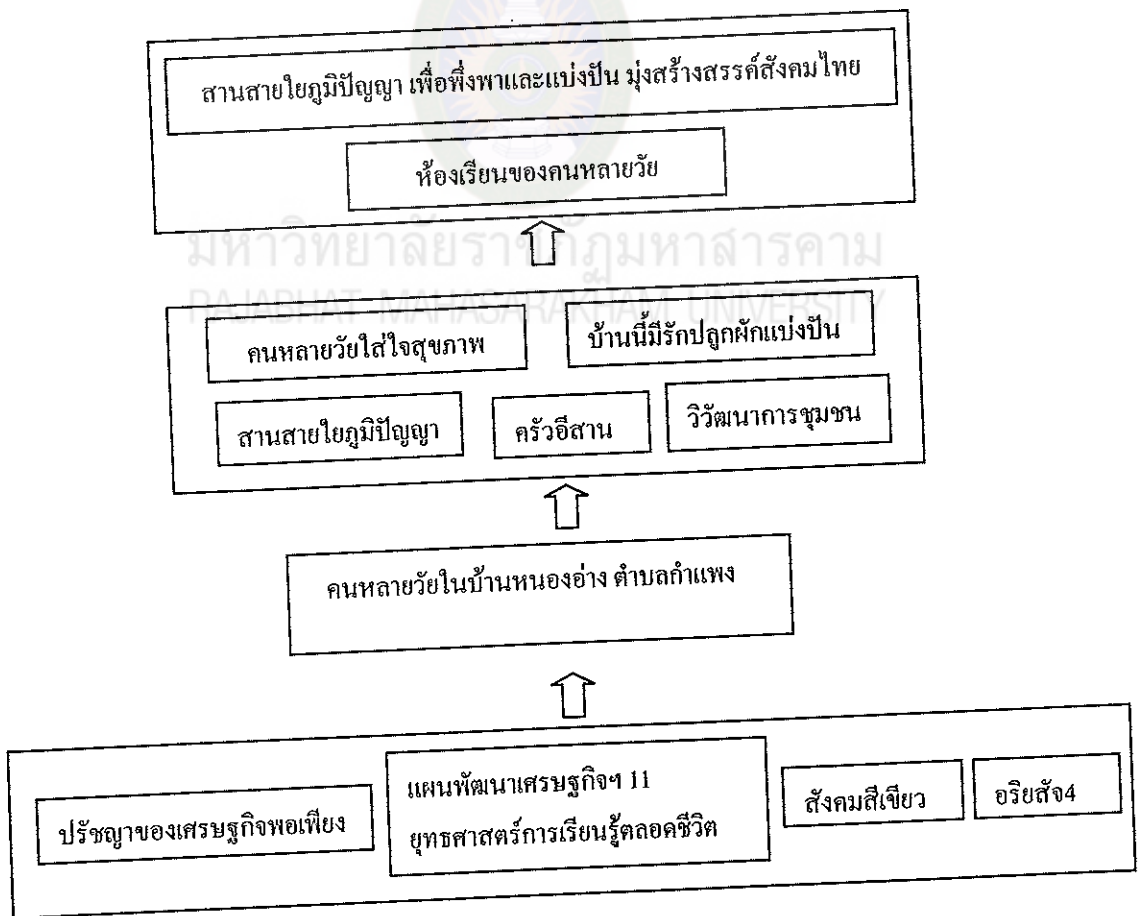 สานสายใยภูมิปัญญา เพื่อพึ่งพาและแบ่งปัน มุ่งสร้างสรรค์สังคมไทย
ห้องเรียนของคนหลายวัย
มหาวิทยาลัยราชภัฏมหาสารคาม
RAJABHAT MAHASARAKHAM UNIVERSITY
คนหลายวัยใส่ใจสุขภาพ
บ้านนี้มีรักปลูกผักแบ่งปัน
สานสายใยภูมิปัญญา
ครัวอีสาน
วิวัฒนาการชุมชน
คนหลายวัยในบ้านหนองอ่าง ตำบลกำแพง
ปรัชญาของเศรษฐกิจพอเพียง
แผนพัฒนาเศรษฐกิจฯ 11
ยุทธศาสตร์การเรียนรู้ตลอดชีวิต
สังคมสีเขียว
อริยสัจ4